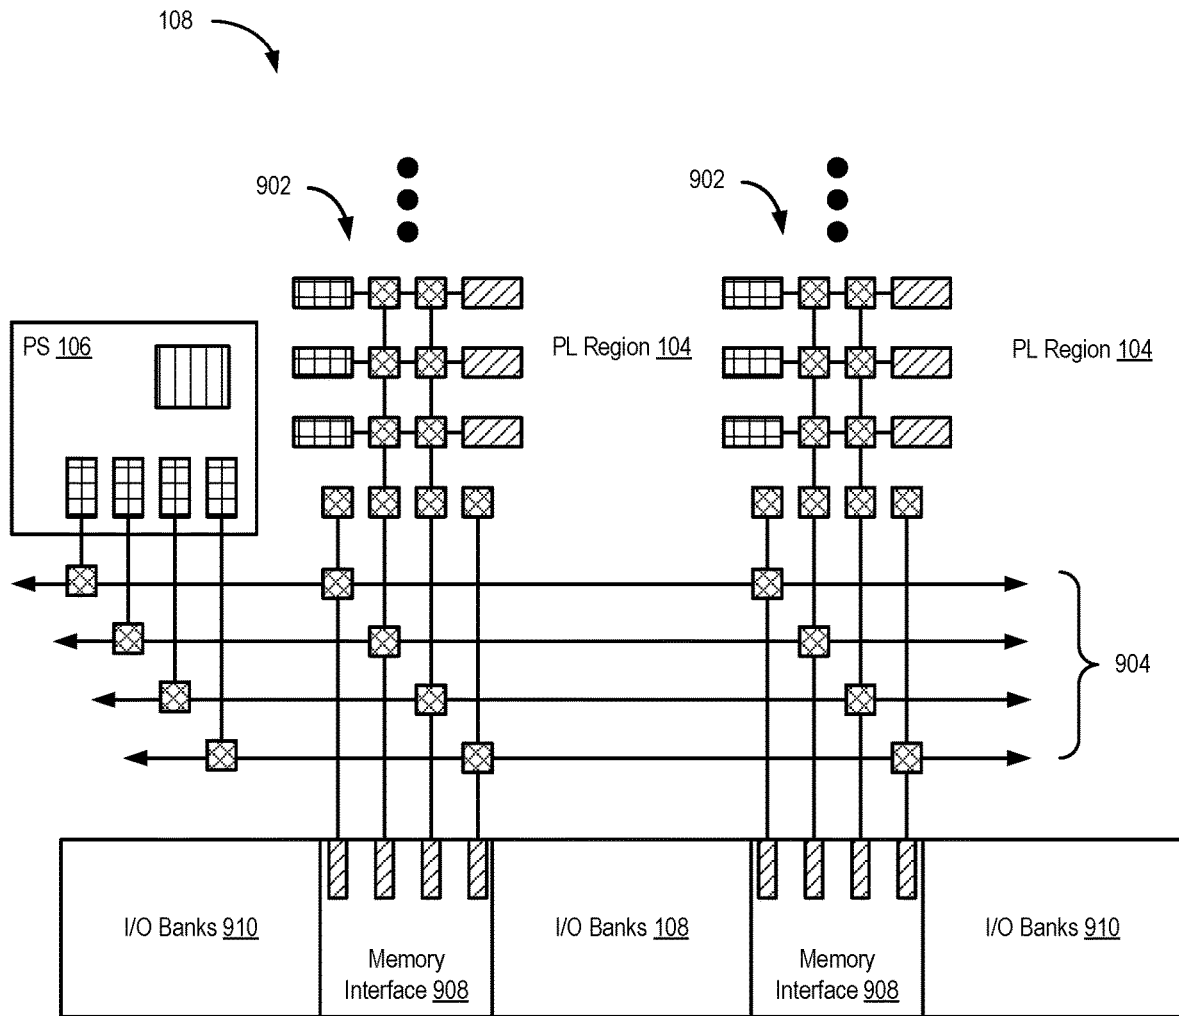 108
902
902
PS 106
PL Region 104
PL Region 104
904
I/O Banks 910
I/O Banks 108
I/O Banks 910
Memory
Interface 908
Memory
Interface 908